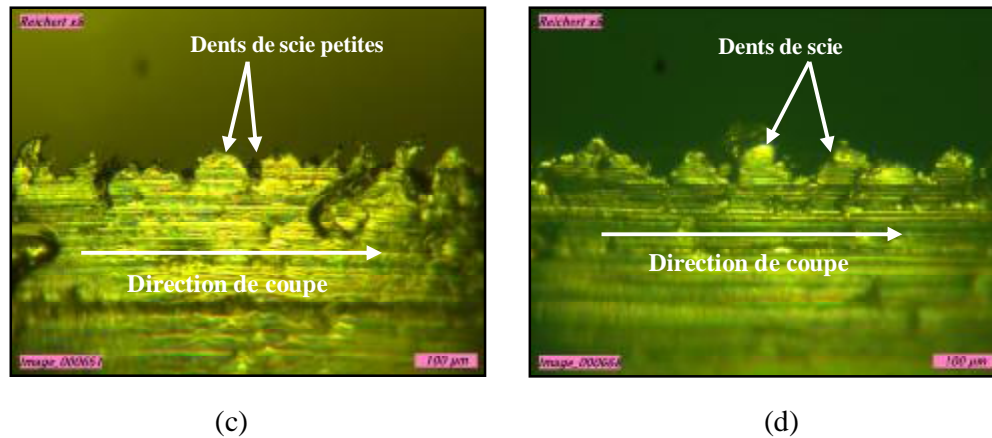 Reichert x6
Dents de scie petites
Direction de coupe
Image_000651
100 µm
(c)
Reichert x6
Dents de scie
Direction de coupe
100 µm
(d)